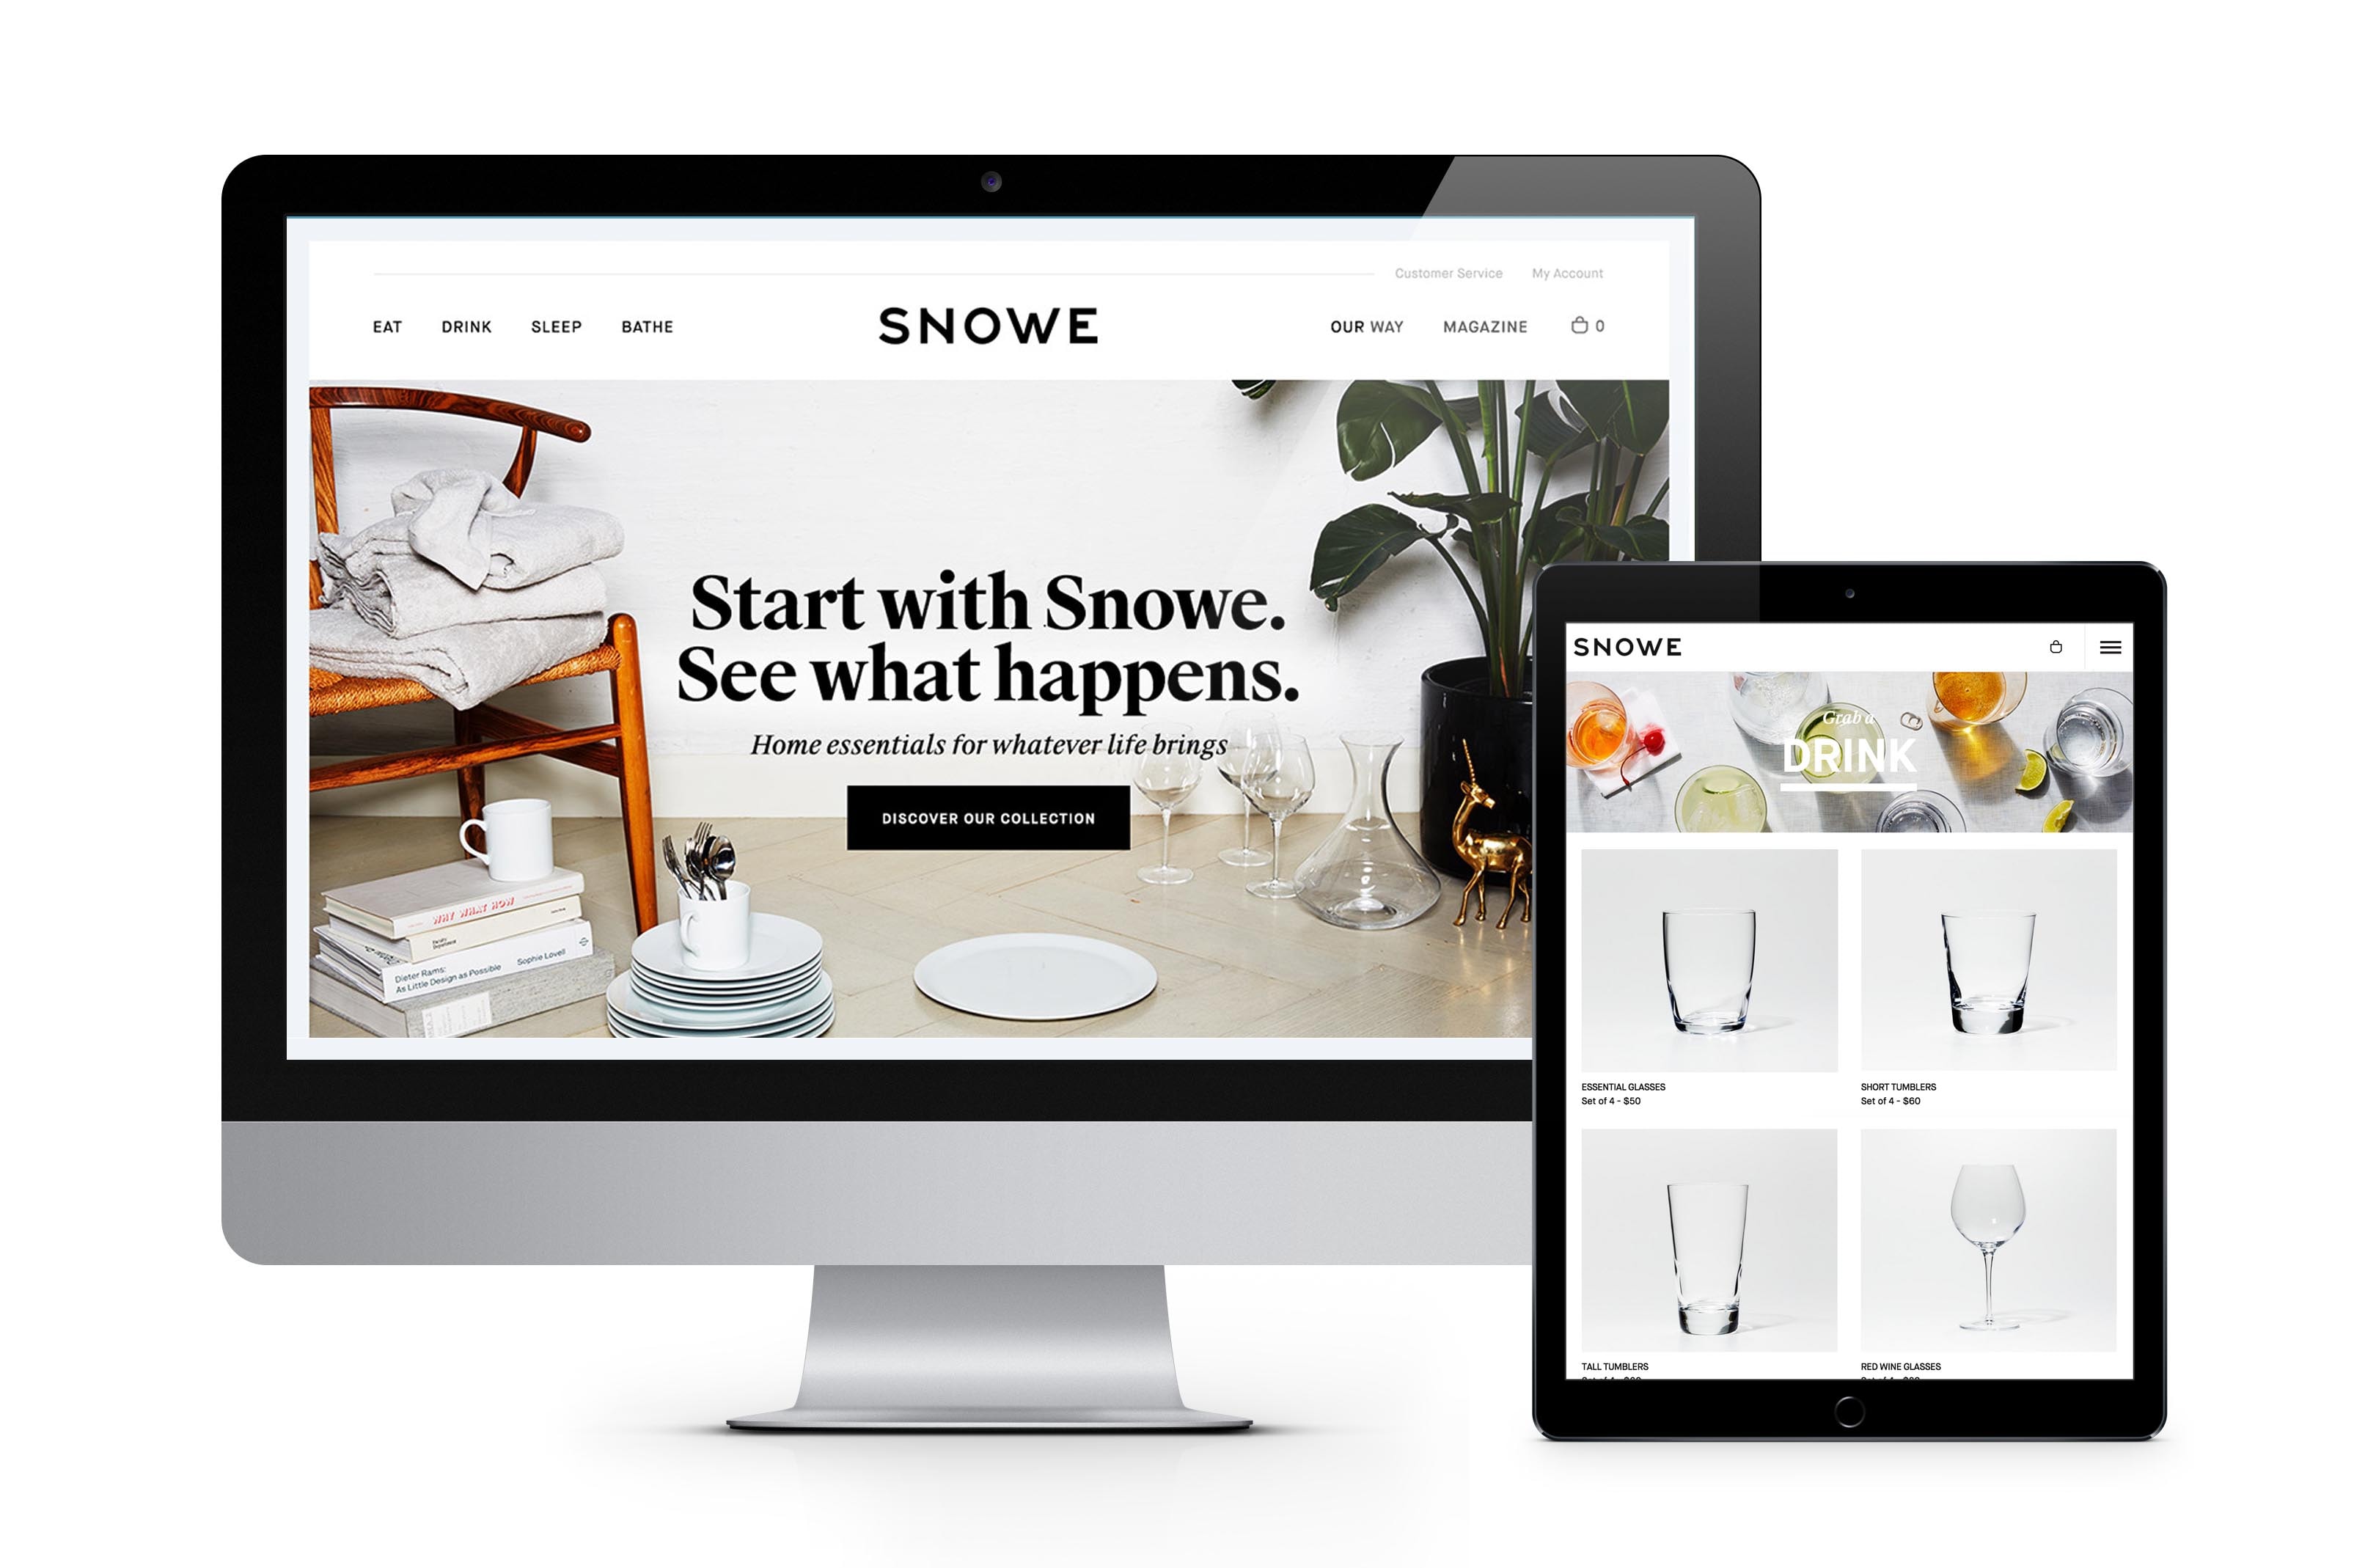 Customer Service My Account
EAT DRINK SLEEP BATHE SNOWE OUR WAY MAGAZINE 0
Start with Snowe.
See what happens.
Home essentials for whatever life brings
DISCOVER OUR COLLECTION
WHY WHAT HOW
Dieter Rams: Sophie Lovell
As Little Design as Possible
SNOWE
Grab a
DRINK
ESSENTIAL GLASSES
Set of 4 - $50
SHORT TUMBLERS
Set of 4 - $60
TALL TUMBLERS
RED WINE GLASSES